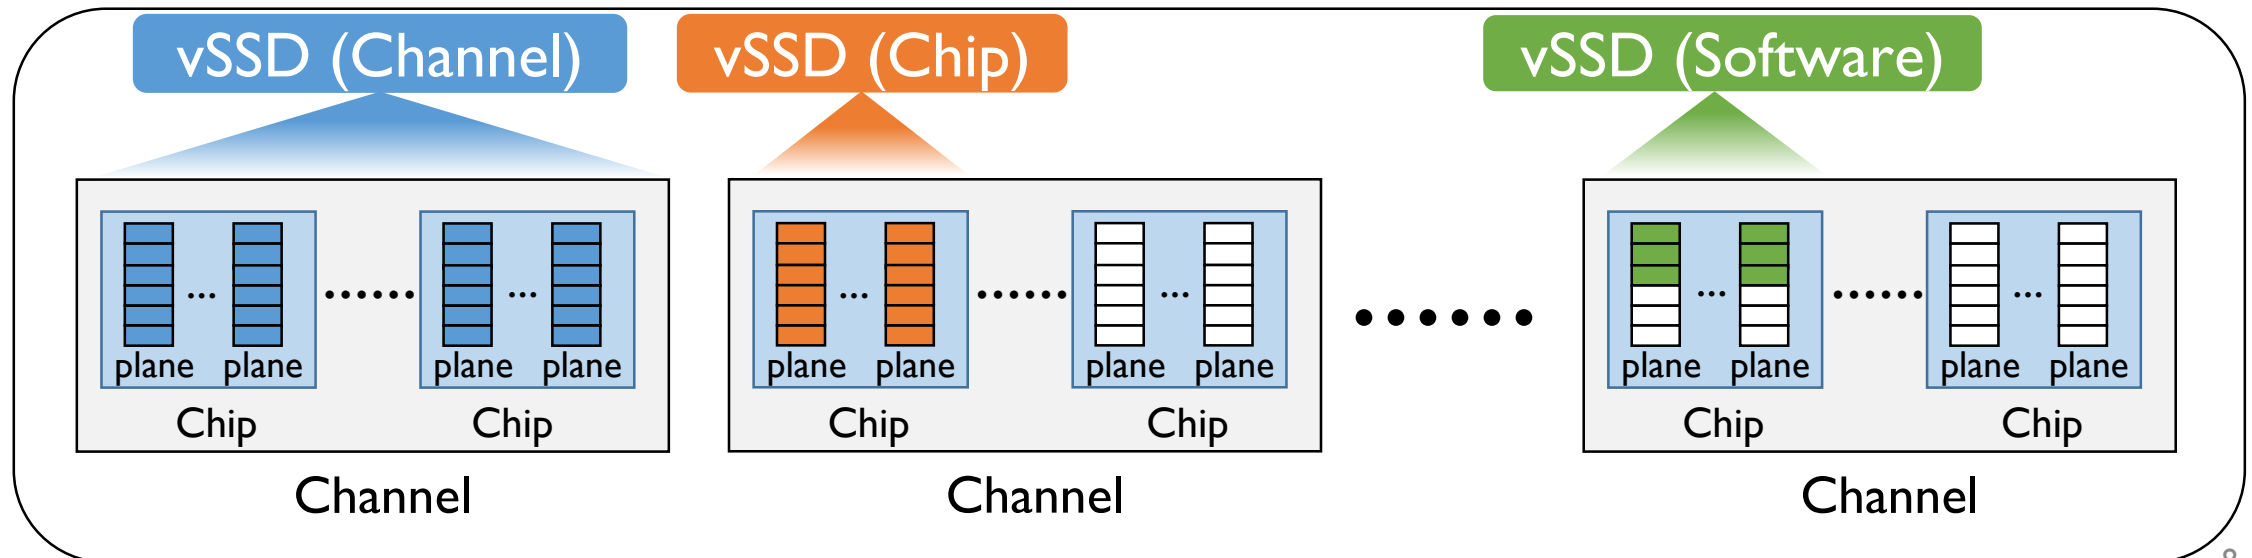 vSSD (Channel) vSSD (Chip) vSSD (Software)
... ...... ... ... ...... ... ...... ... ...... ...
plane plane plane plane plane plane plane plane plane plane plane plane
Chip Chip Chip Chip Chip Chip
Channel Channel Channel